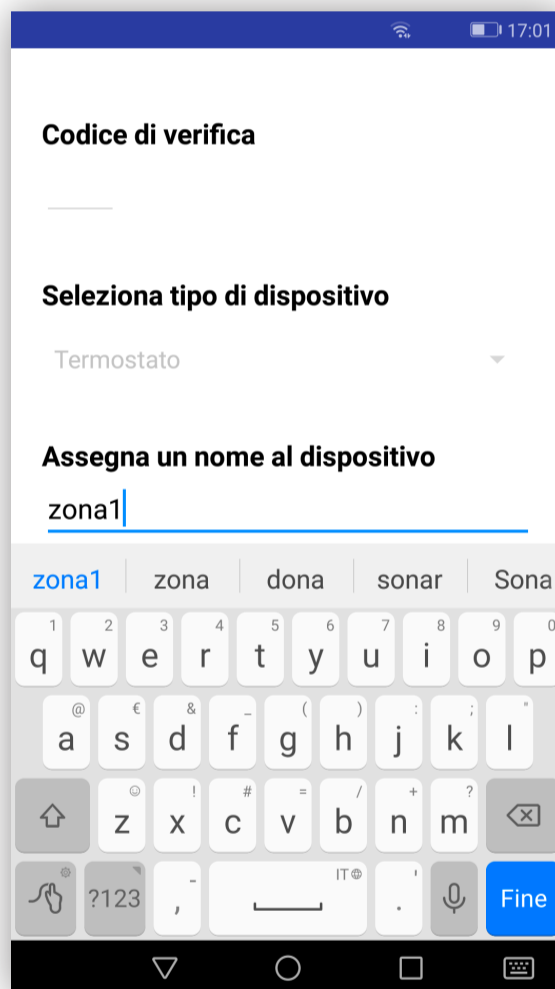 17:01
Codice di verifica
Seleziona tipo di dispositivo
Termostato
Assegna un nome al dispositivo
zona1
zona1 zona dona sonar Sona
1 2 3 4 5 6 7 8 9 0
q w e r t y u i o p
@ € & _ ( ) : ; "
a s d f g h j k l
! # = / + ?
z x c v b n m
IT
?123 , - . ' Fine